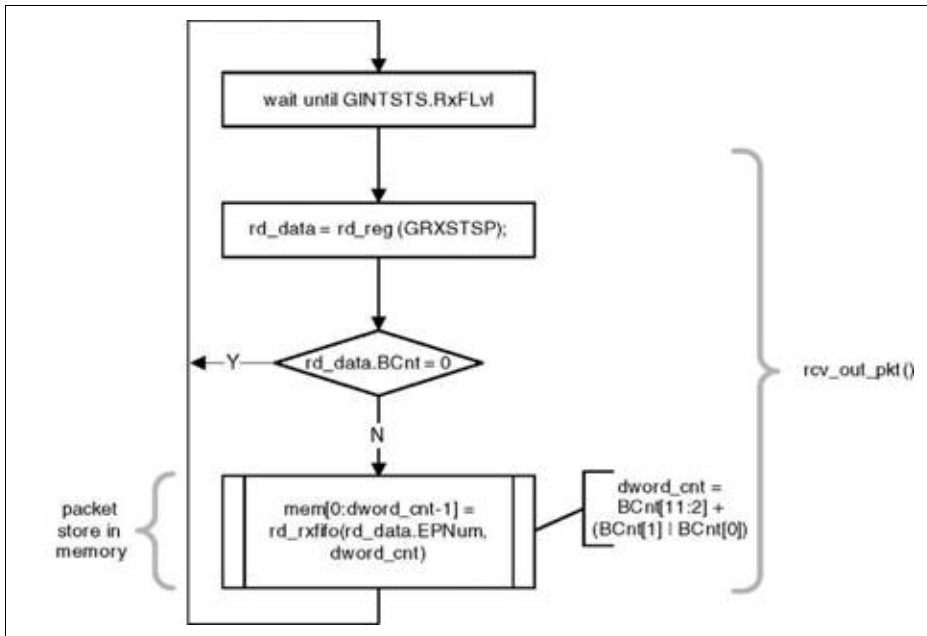 wait until GINTSTS.RxFLvl
rd_data = rd_reg (GRXSTSP);
rd_data.BCnt = 0
Y
rcv_out_pkt()
N
packet
store in
memory
mem[0:dword_cnt-1] =
rd_rxfifo(rd_data.EPNum,
dword_cnt)
dword_cnt =
BCnt[11:2] +
(BCnt[1] | BCnt[0])